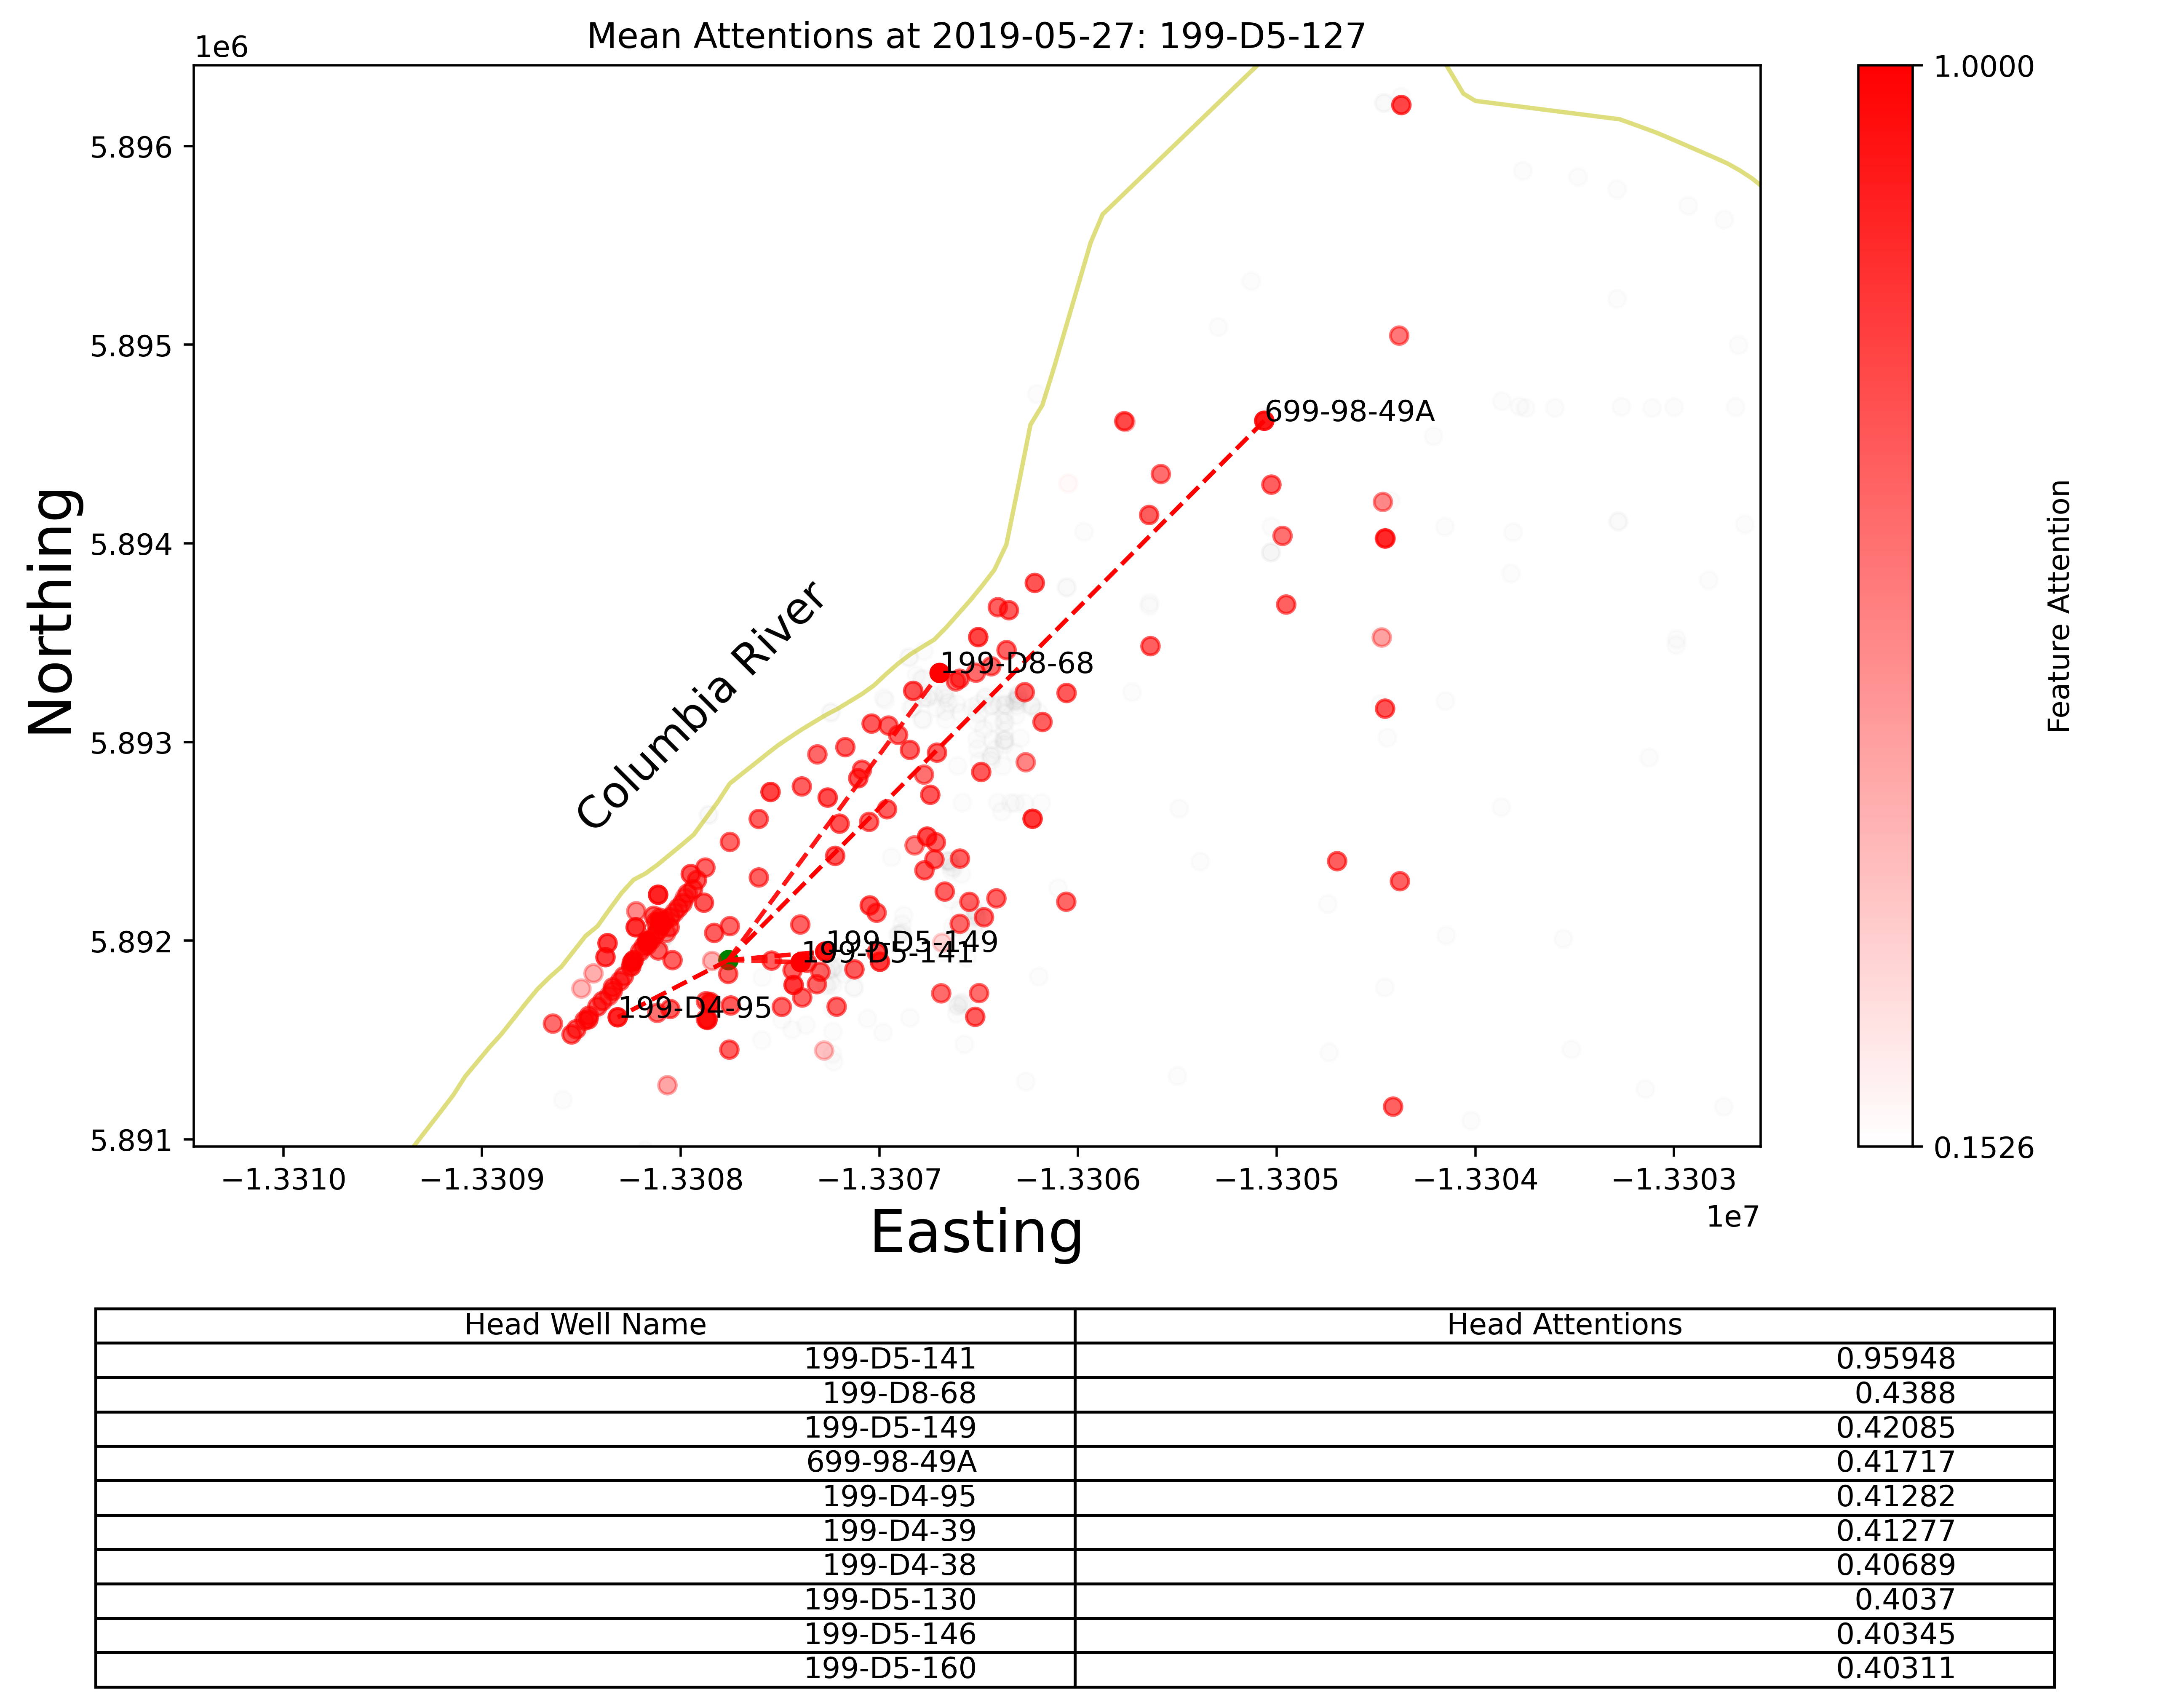 Mean Attentions at 2019-05-27: 199-D5-127
1e6
1.0000
5.896
5.895
5.894
5.893
5.892
5.891
Northing
Columbia River
699-98-49A
199-D8-68
199-D5-149
199-D5-141
199-D4-95
Feature Attention
0.1526
−1.3310 −1.3309 −1.3308 −1.3307 −1.3306 −1.3305 −1.3304 −1.3303
1e7
Easting
Head Well Name Head Attentions
199-D5-141 0.95948
199-D8-68 0.4388
199-D5-149 0.42085
699-98-49A 0.41717
199-D4-95 0.41282
199-D4-39 0.41277
199-D4-38 0.40689
199-D5-130 0.4037
199-D5-146 0.40345
199-D5-160 0.40311